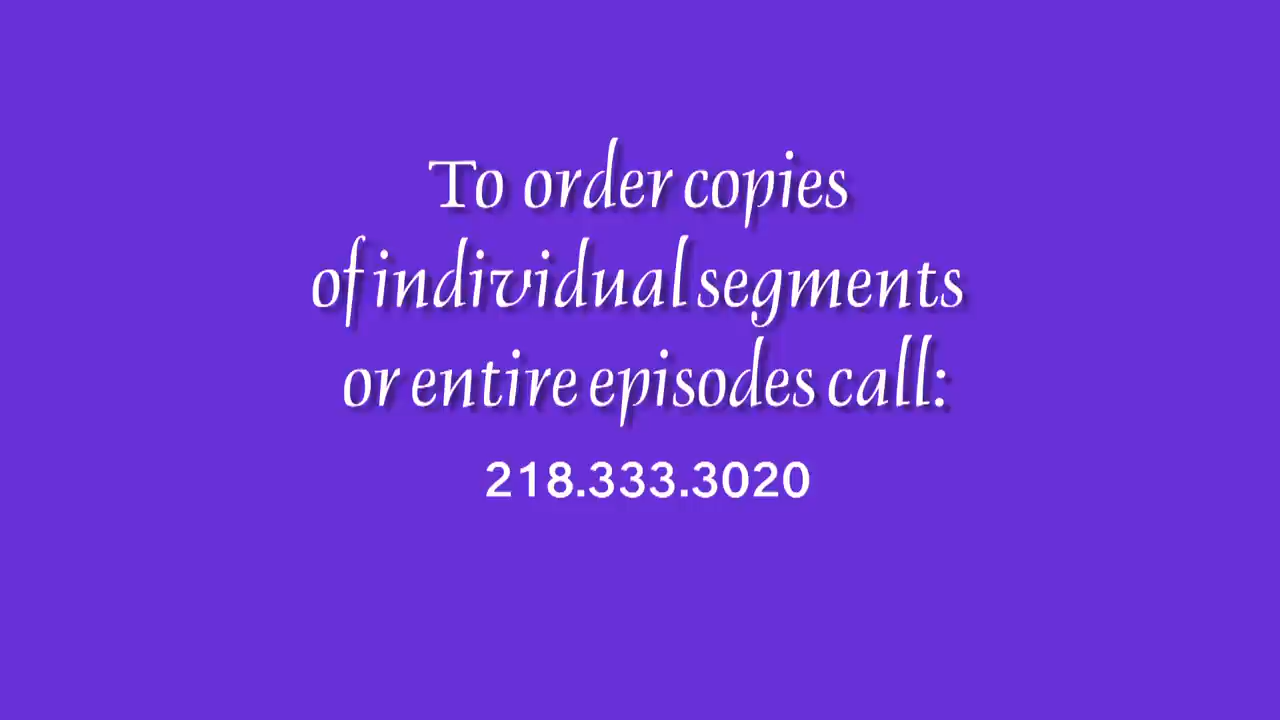 To order copies
of individual segments
or entire episodes call:
218.333.3020